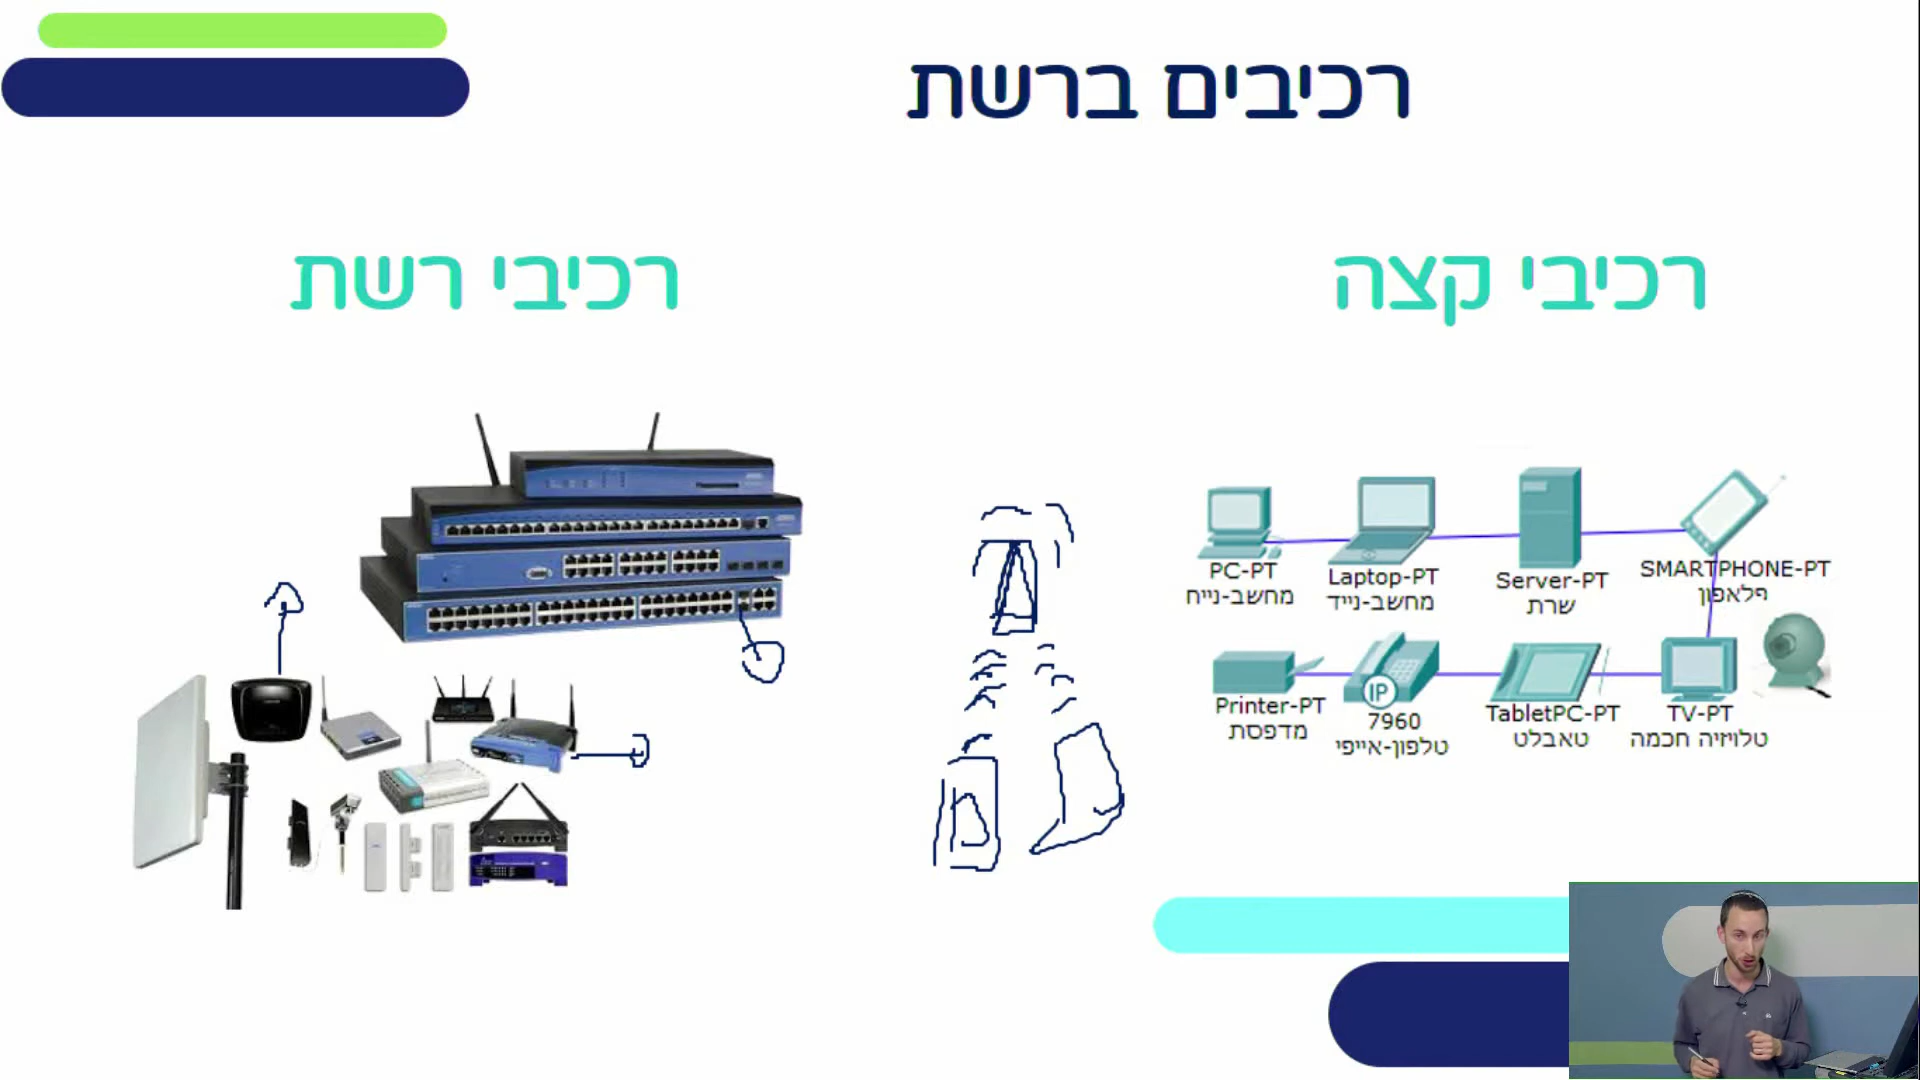 רכיבים ברשת
רכיבי קצה
רכיבי רשת
PC-PT
מחשב-נייח
Laptop-PT
מחשב-נייד
Server-PT
שרת
SMARTPHONE-PT
פלאפון
Printer-PT
מדפסת
IP
7960
טלפון-אייפי
TabletPC-PT
טאבלט
TV-PT
טלויזיה חכמה